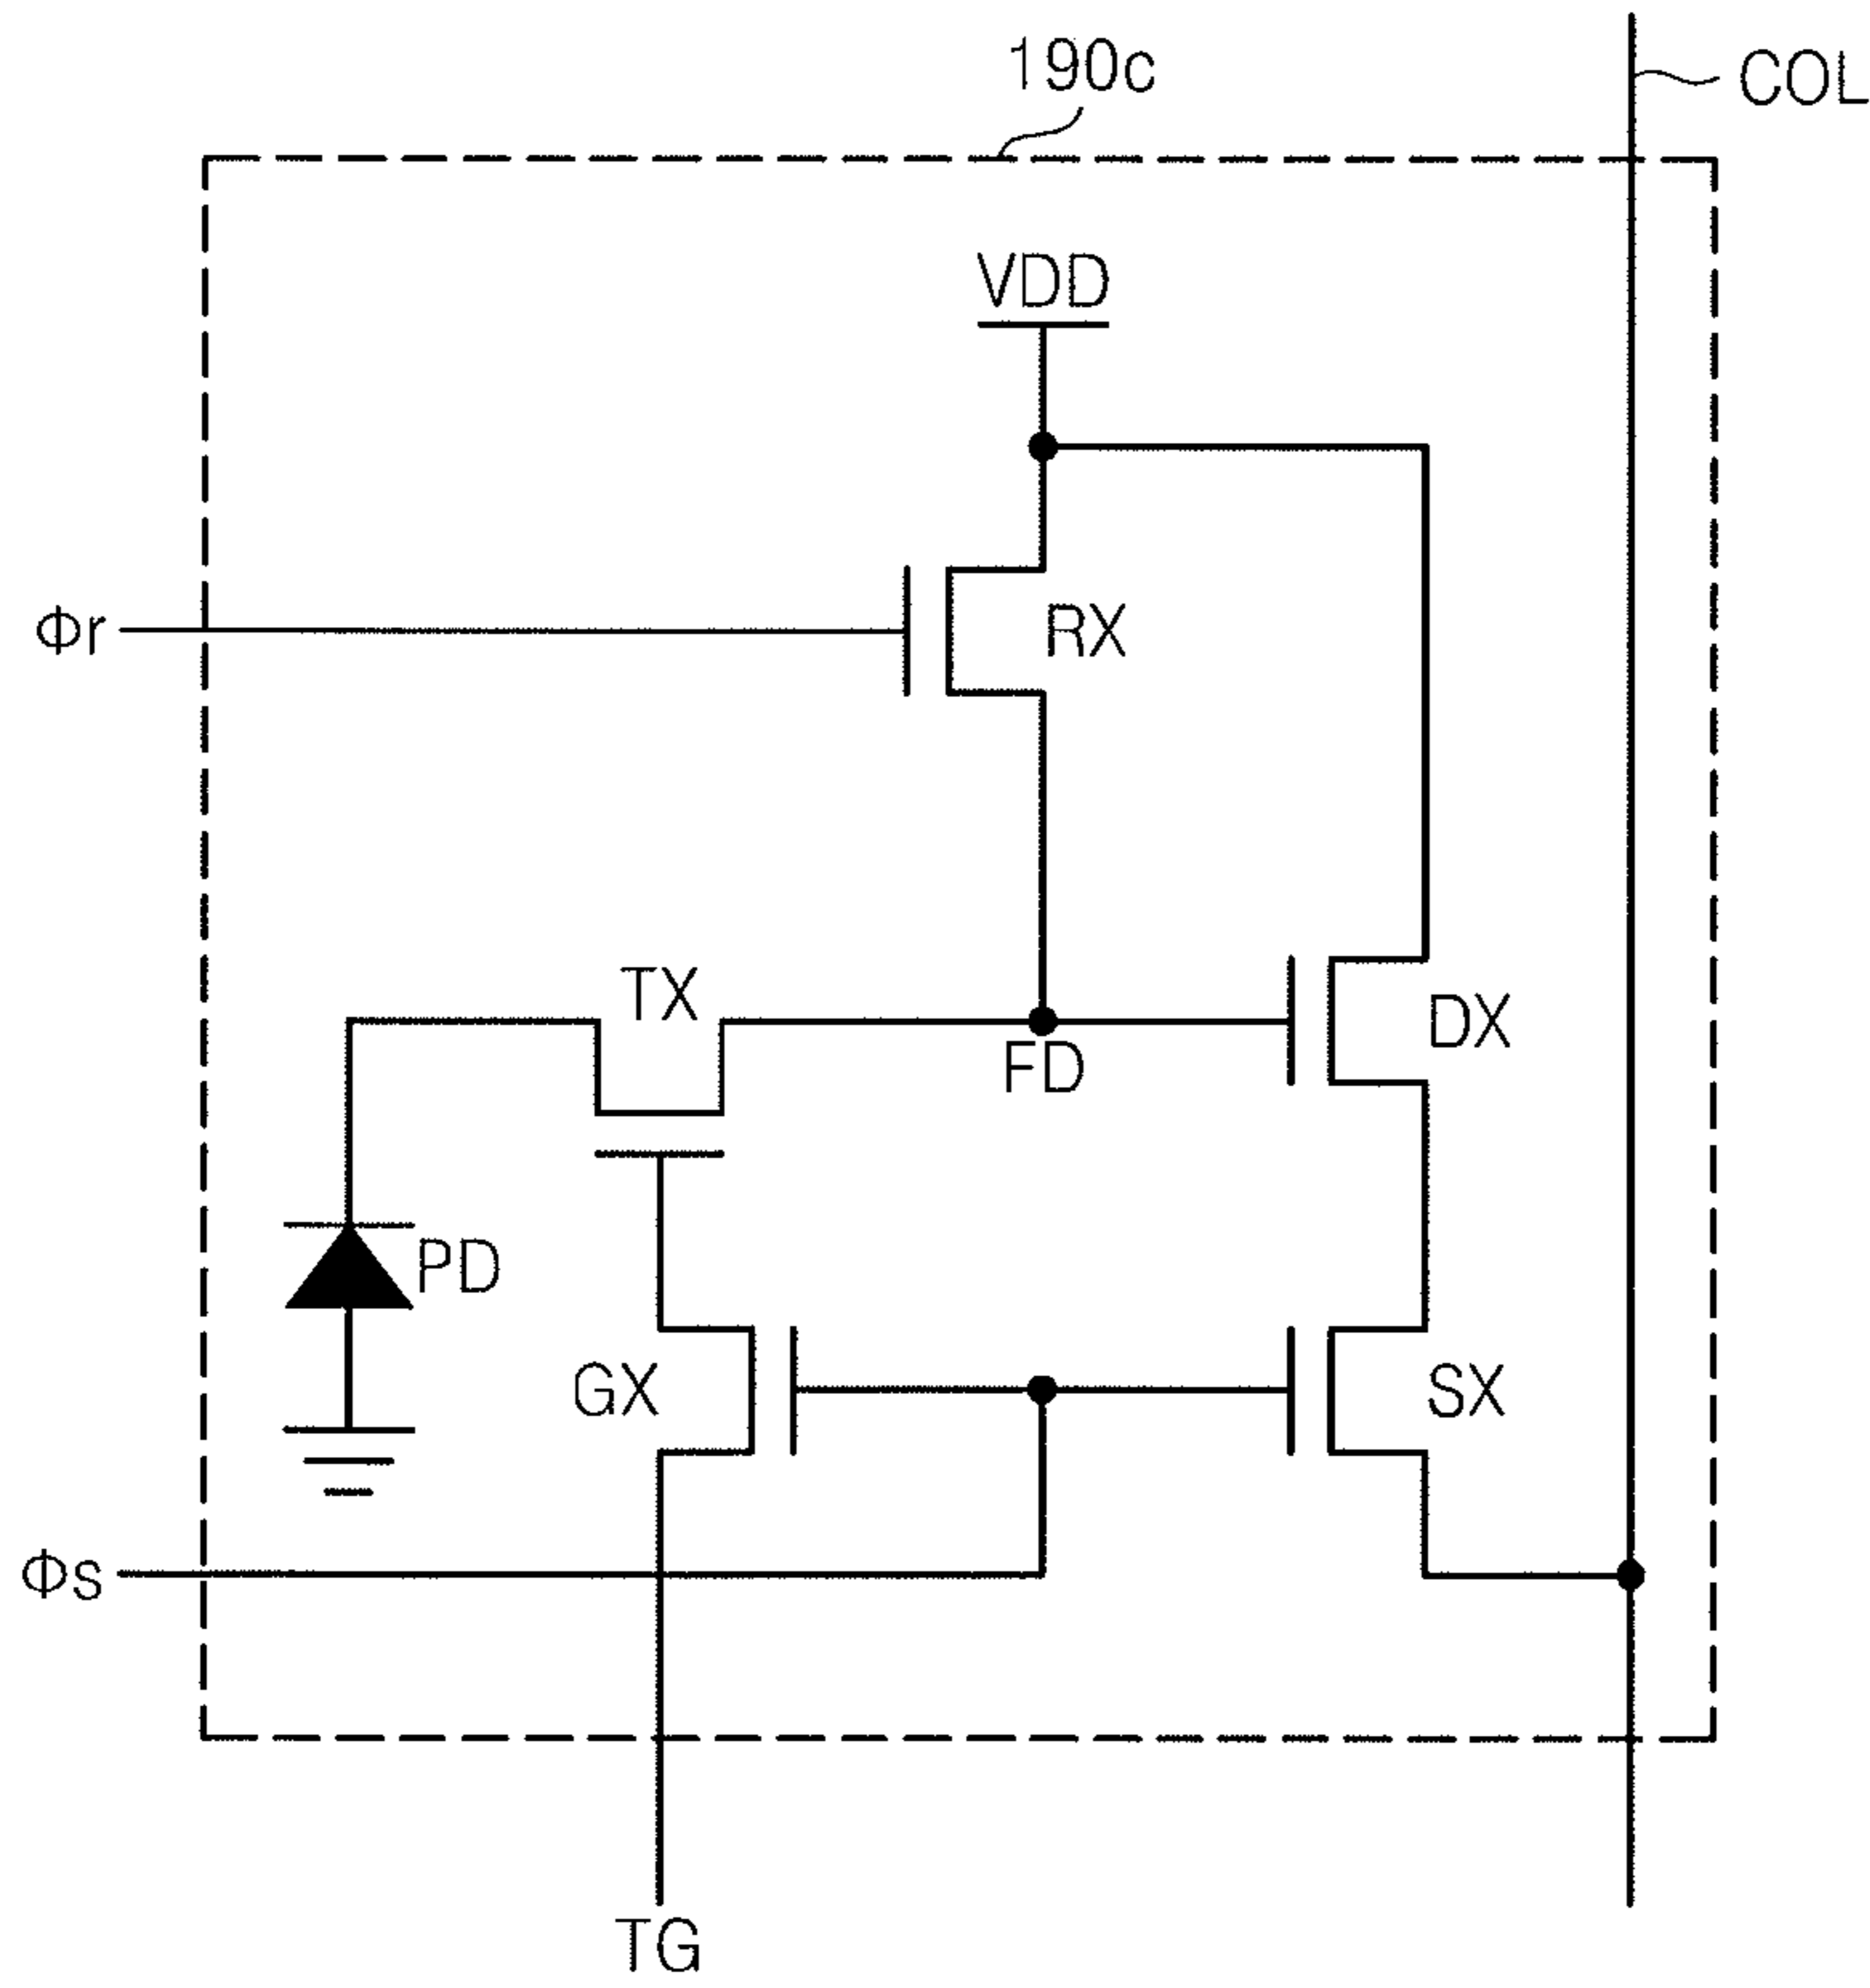 190c
COL
VDD
Φr
RX
TX
FD
DX
PD
GX
SX
Φs
TG